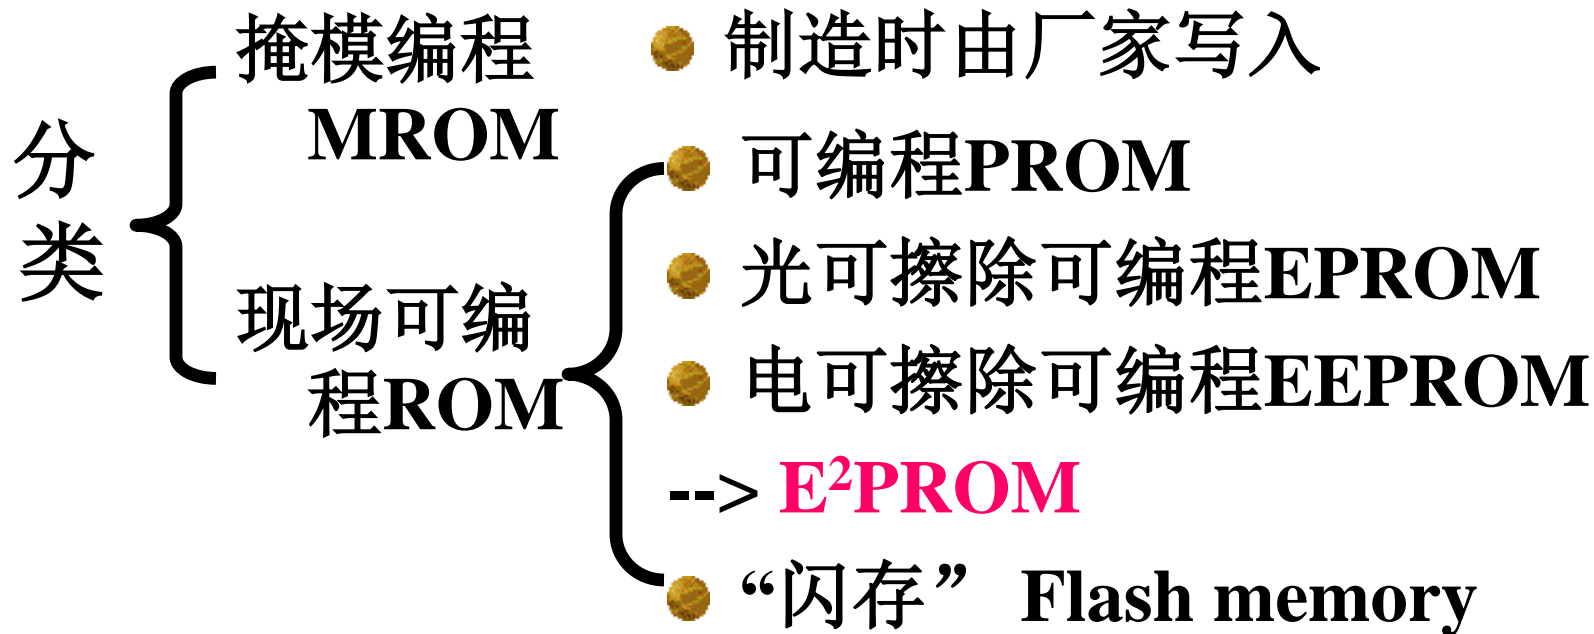 分
类
掩模编程
MROM
制造时由厂家写入
现场可编
程ROM
可编程PROM
光可擦除可编程EPROM
电可擦除可编程EEPROM
--> E²PROM
“闪存” Flash memory